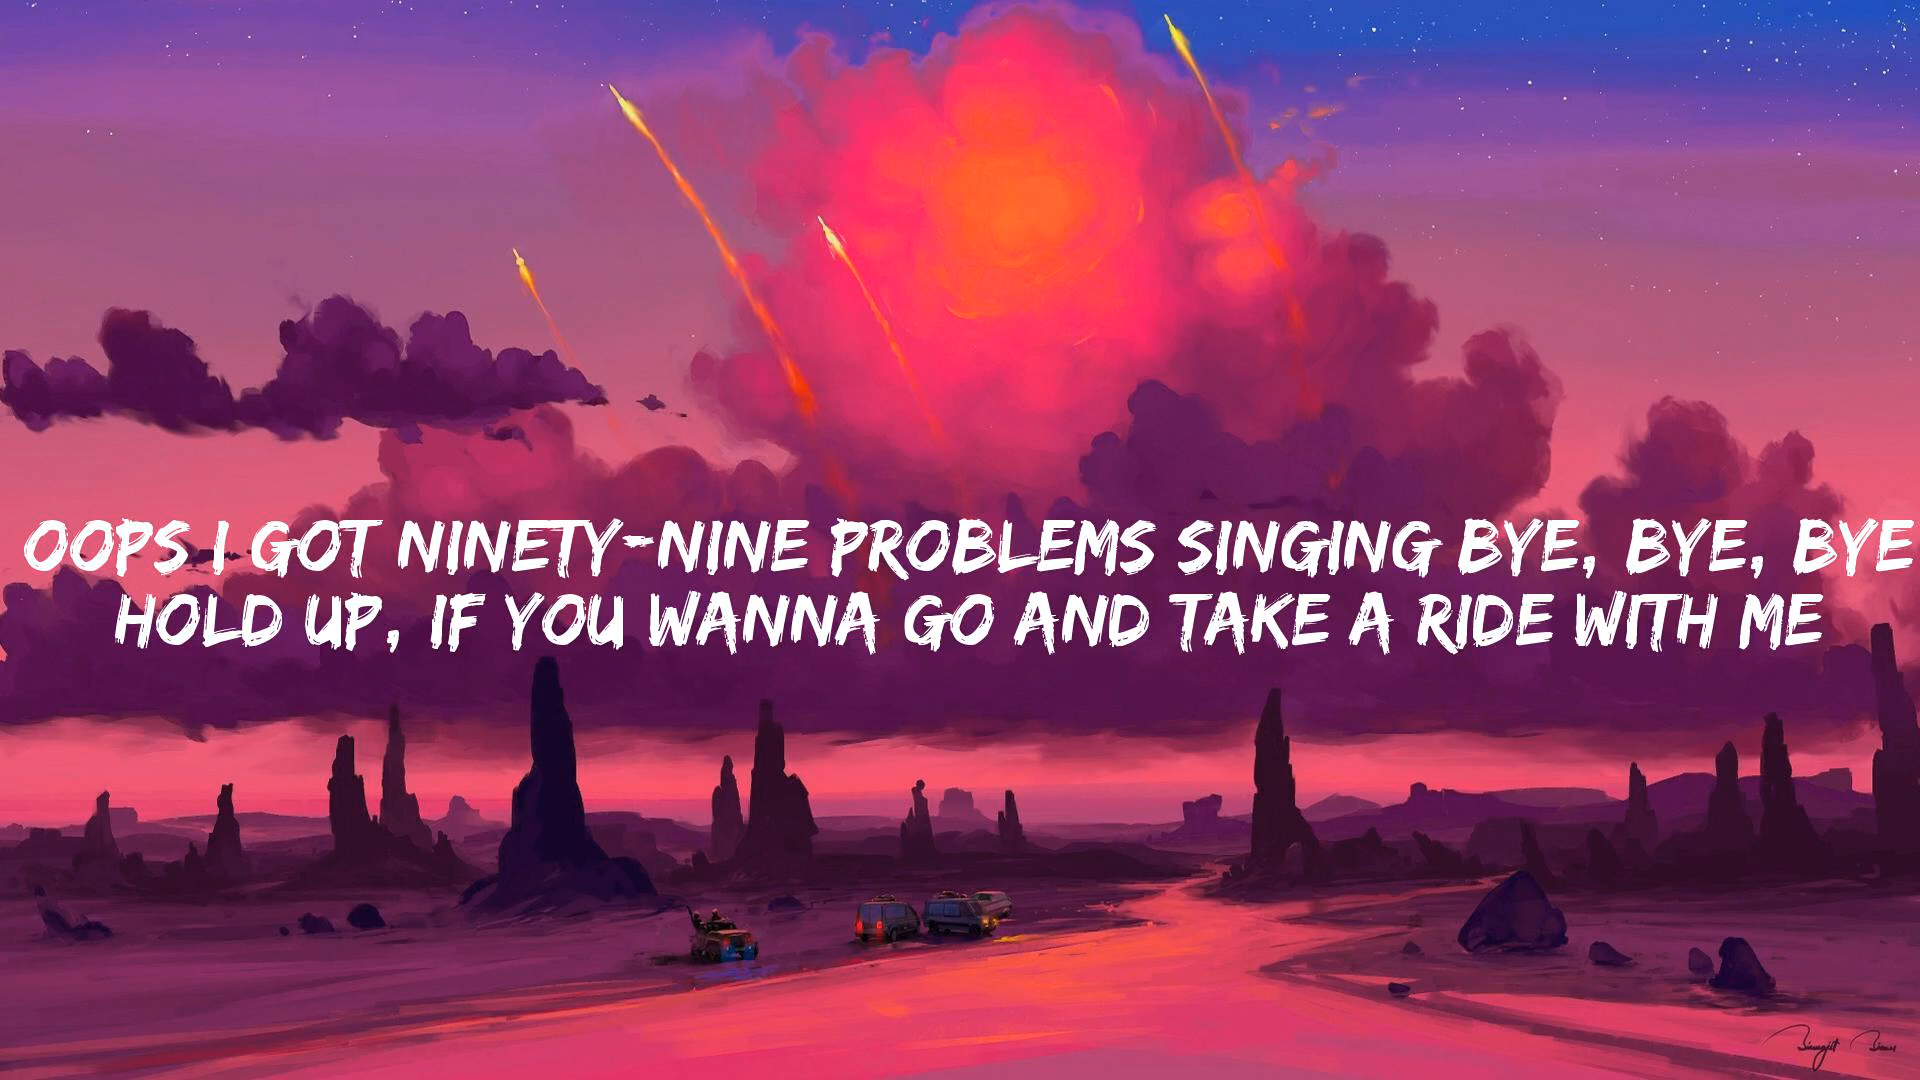 OOPS I GOT NINETY-NINE PROBLEMS SINGING BYE, BYE, BYE
HOLD UP, IF YOU WANNA GO AND TAKE A RIDE WITH ME